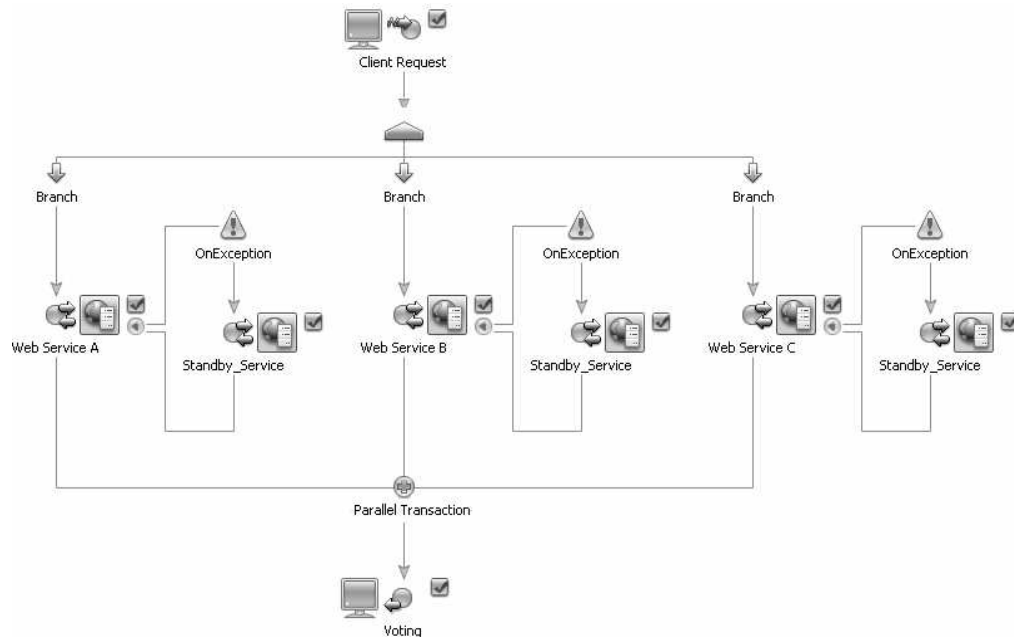 Client Request
Branch
Branch
Branch
OnException
OnException
OnException
Web Service A
Standby_Service
Web Service B
Standby_Service
Web Service C
Standby_Service
Parallel Transaction
Voting